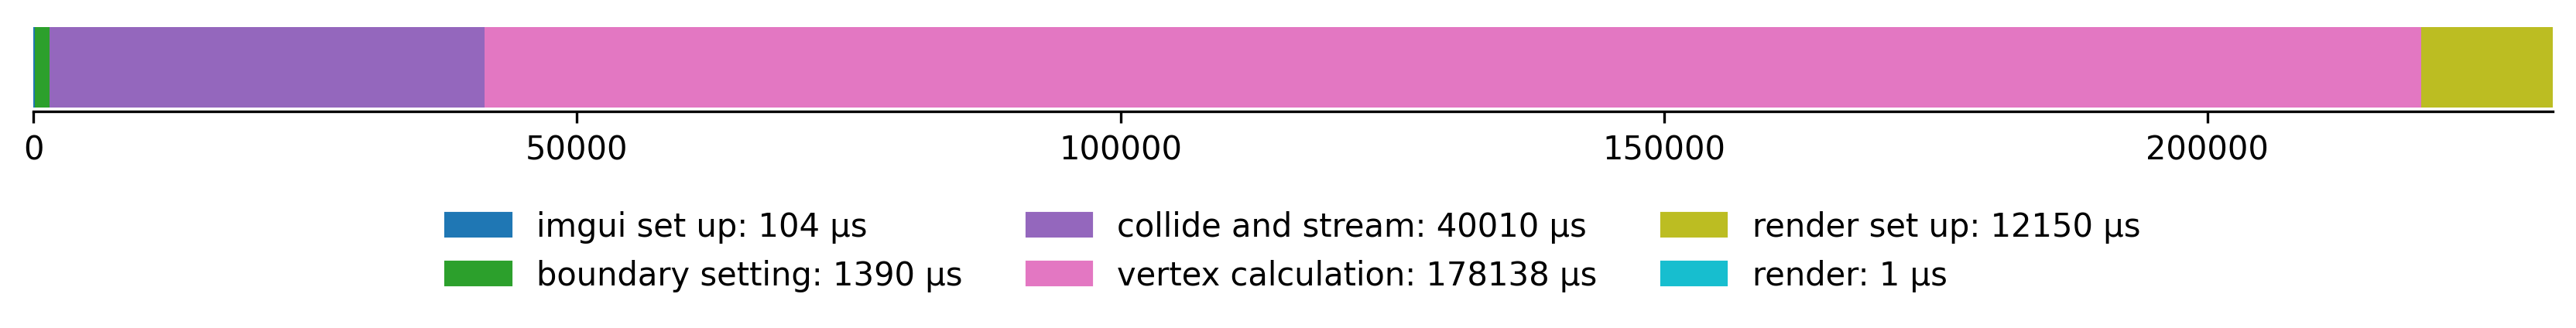 0 50000 100000 150000 200000
imgui set up: 104 µs collide and stream: 40010 µs render set up: 12150 µs
boundary setting: 1390 µs vertex calculation: 178138 µs render: 1 µs